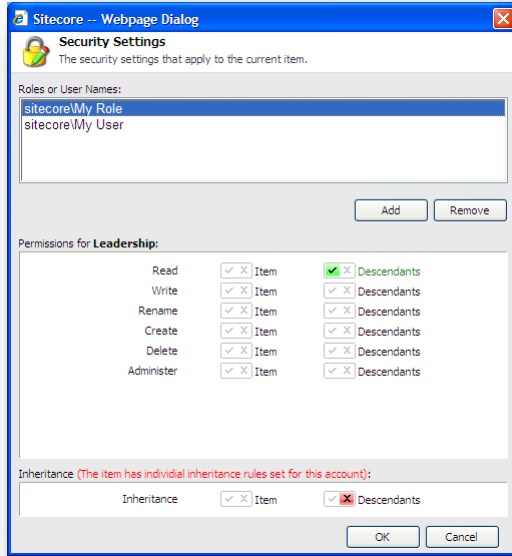 Sitecore -- Webpage Dialog
Security Settings
The security settings that apply to the current item.
Roles or User Names:
sitecore\My Role
sitecore\My User
Add Remove
Permissions for Leadership:
Read Item Descendants
Write Item Descendants
Rename Item Descendants
Create Item Descendants
Delete Item Descendants
Administer Item Descendants
Inheritance (The item has individial inheritance rules set for this account):
Inheritance Item Descendants
OK Cancel